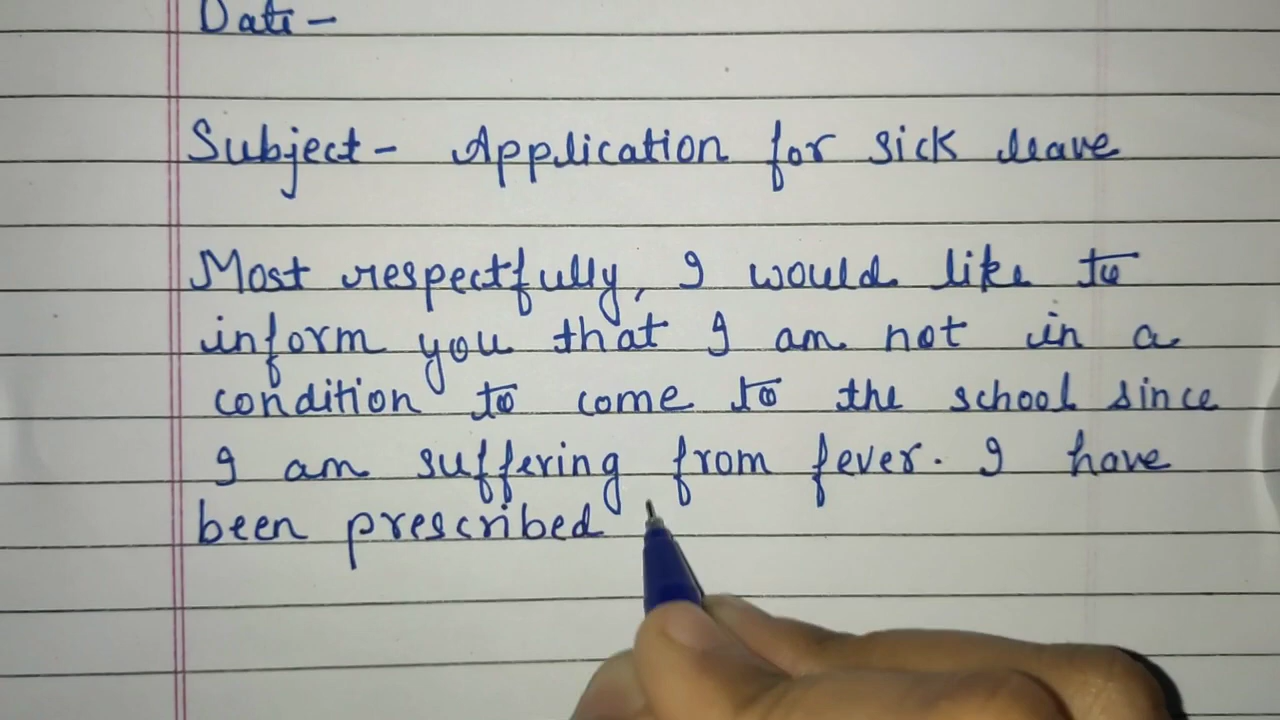 Date -
Subject - Application for sick leave
Most respectfully, I would like to
inform you that I am not in a
condition to come to the school since
I am suffering from fever. I have
been prescribed